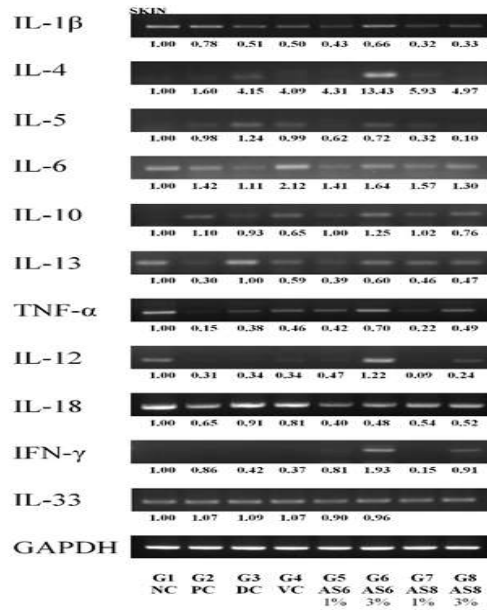 SKIN
IL-1β
1.00 0.78 0.51 0.50 0.43 0.66 0.32 0.33
IL-4
1.00 1.60 4.15 4.09 4.31 13.43 5.93 4.97
IL-5
1.00 0.98 1.24 0.99 0.62 0.72 0.32 0.10
IL-6
1.00 1.42 1.11 2.12 1.41 1.64 1.57 1.30
IL-10
1.00 1.10 0.93 0.65 1.00 1.25 1.02 0.76
IL-13
1.00 0.30 1.00 0.59 0.39 0.60 0.46 0.47
TNF-α
1.00 0.15 0.38 0.46 0.42 0.70 0.22 0.49
IL-12
1.00 0.31 0.34 0.34 0.47 1.22 0.09 0.24
IL-18
1.00 0.65 0.91 0.81 0.40 0.48 0.54 0.52
IFN-γ
1.00 0.86 0.42 0.37 0.81 1.93 0.15 0.91
IL-33
1.00 1.07 1.09 1.07 0.90 0.96
GAPDH
G1 G2 G3 G4 G5 G6 G7 G8
NC PC DC VC AS6 AS6 AS8 AS8
1% 3% 1% 3%